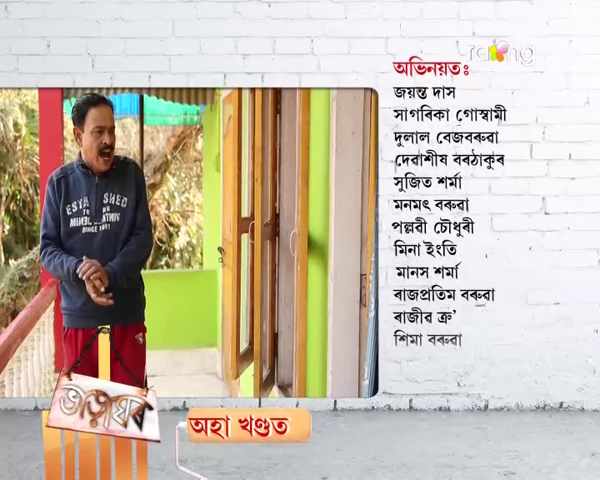 rang
অভিনয়তঃ
জয়ন্ত দাস
সাগৰিকা গোস্বামী
দুলাল বেজবৰুৱা
দেৱাশীষ বৰঠাকুৰ
সুজিত শৰ্মা
মনমৎ বৰুৱা
পল্লৱী চৌধুৰী
মিনা ইংতি
মানস শৰ্মা
ৰাজপ্ৰতিম বৰুৱা
ৰাজীৱ ক্ৰ'
শিমা বৰুৱা
ESTABLISHED
SINCE 1911
ভাড়াঘৰ
অহা খণ্ডত